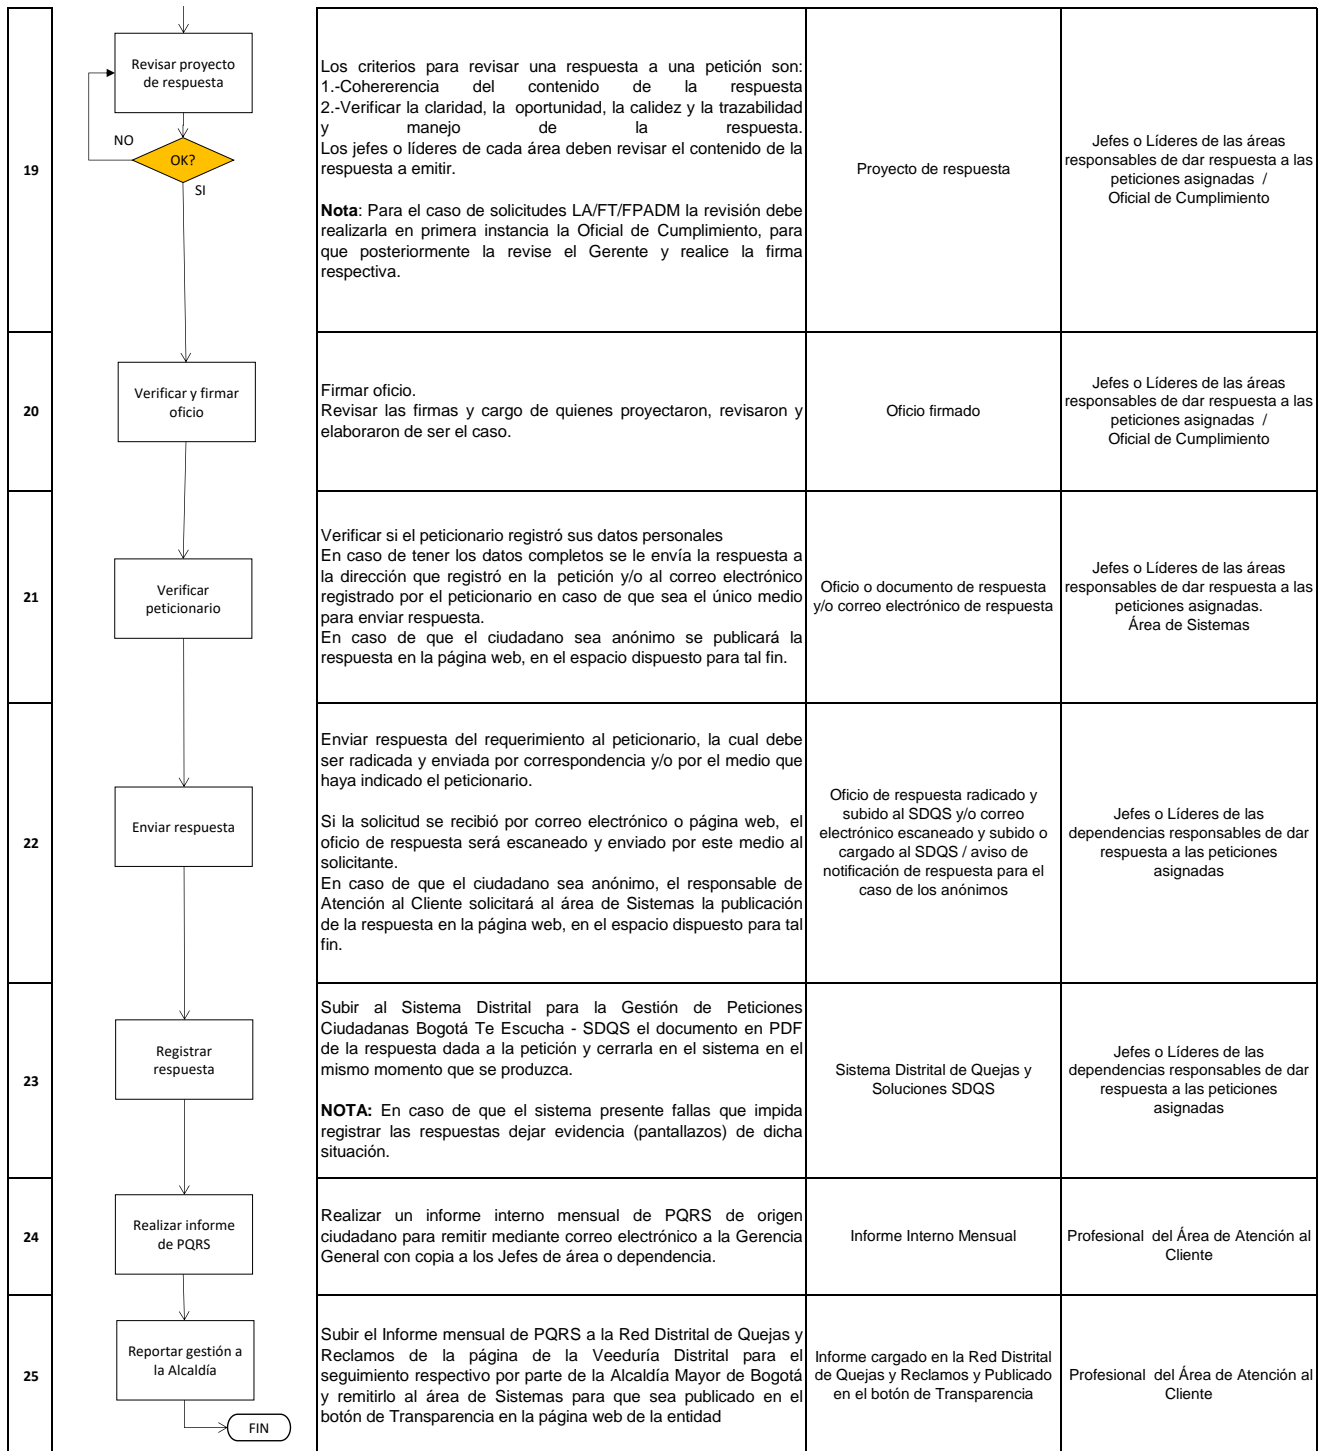 19
Revisar proyecto
de respuesta
NO
OK?
SI
Los criterios para revisar una respuesta a una petición son:
1.-Cohererencia del contenido de la respuesta
2.-Verificar la claridad, la oportunidad, la calidez y la trazabilidad
y manejo de la respuesta.
Los jefes o líderes de cada área deben revisar el contenido de la
respuesta a emitir.
Nota: Para el caso de solicitudes LA/FT/FPADM la revisión debe
realizarla en primera instancia la Oficial de Cumplimiento, para
que posteriormente la revise el Gerente y realice la firma
respectiva.
Proyecto de respuesta
Jefes o Líderes de las áreas
responsables de dar respuesta a las
peticiones asignadas /
Oficial de Cumplimiento
20
Verificar y firmar
oficio
Firmar oficio.
Revisar las firmas y cargo de quienes proyectaron, revisaron y
elaboraron de ser el caso.
Oficio firmado
Jefes o Líderes de las áreas
responsables de dar respuesta a las
peticiones asignadas /
Oficial de Cumplimiento
21
Verificar
peticionario
Verificar si el peticionario registró sus datos personales
En caso de tener los datos completos se le envía la respuesta a
la dirección que registró en la petición y/o al correo electrónico
registrado por el peticionario en caso de que sea el único medio
para enviar respuesta.
En caso de que el ciudadano sea anónimo se publicará la
respuesta en la página web, en el espacio dispuesto para tal fin.
Oficio o documento de respuesta
y/o correo electrónico de respuesta
Jefes o Líderes de las áreas
responsables de dar respuesta a las
peticiones asignadas.
Área de Sistemas
22
Enviar respuesta
Enviar respuesta del requerimiento al peticionario, la cual debe
ser radicada y enviada por correspondencia y/o por el medio que
haya indicado el peticionario.
Si la solicitud se recibió por correo electrónico o página web, el
oficio de respuesta será escaneado y enviado por este medio al
solicitante.
En caso de que el ciudadano sea anónimo, el responsable de
Atención al Cliente solicitará al área de Sistemas la publicación
de la respuesta en la página web, en el espacio dispuesto para tal
fin.
Oficio de respuesta radicado y
subido al SDQS y/o correo
electrónico escaneado y subido o
cargado al SDQS / aviso de
notificación de respuesta para el
caso de los anónimos
Jefes o Líderes de las
dependencias responsables de dar
respuesta a las peticiones
asignadas
23
Registrar
respuesta
Subir al Sistema Distrital para la Gestión de Peticiones
Ciudadanas Bogotá Te Escucha - SDQS el documento en PDF
de la respuesta dada a la petición y cerrarla en el sistema en el
mismo momento que se produzca.
NOTA: En caso de que el sistema presente fallas que impida
registrar las respuestas dejar evidencia (pantallazos) de dicha
situación.
Sistema Distrital de Quejas y
Soluciones SDQS
Jefes o Líderes de las
dependencias responsables de dar
respuesta a las peticiones
asignadas
24
Realizar informe
de PQRS
Realizar un informe interno mensual de PQRS de origen
ciudadano para remitir mediante correo electrónico a la Gerencia
General con copia a los Jefes de área o dependencia.
Informe Interno Mensual
Profesional del Área de Atención al
Cliente
25
Reportar gestión a
la Alcaldía
FIN
Subir el Informe mensual de PQRS a la Red Distrital de Quejas y
Reclamos de la página de la Veeduría Distrital para el
seguimiento respectivo por parte de la Alcaldía Mayor de Bogotá
y remitirlo al área de Sistemas para que sea publicado en el
botón de Transparencia en la página web de la entidad
Informe cargado en la Red Distrital
de Quejas y Reclamos y Publicado
en el botón de Transparencia
Profesional del Área de Atención al
Cliente